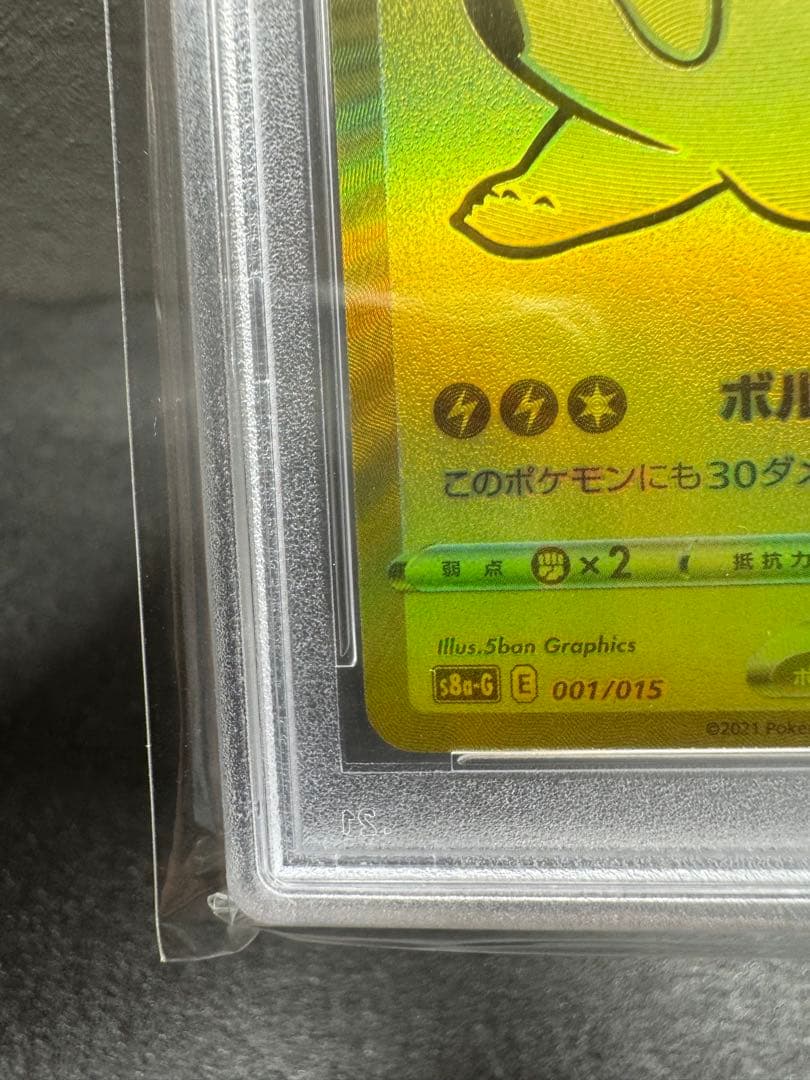 ボル
このポケモンにも30ダメ
弱点 ×2 抵抗力
Illus.5ban Graphics
s8a-G E 001/015
©2021 Poké